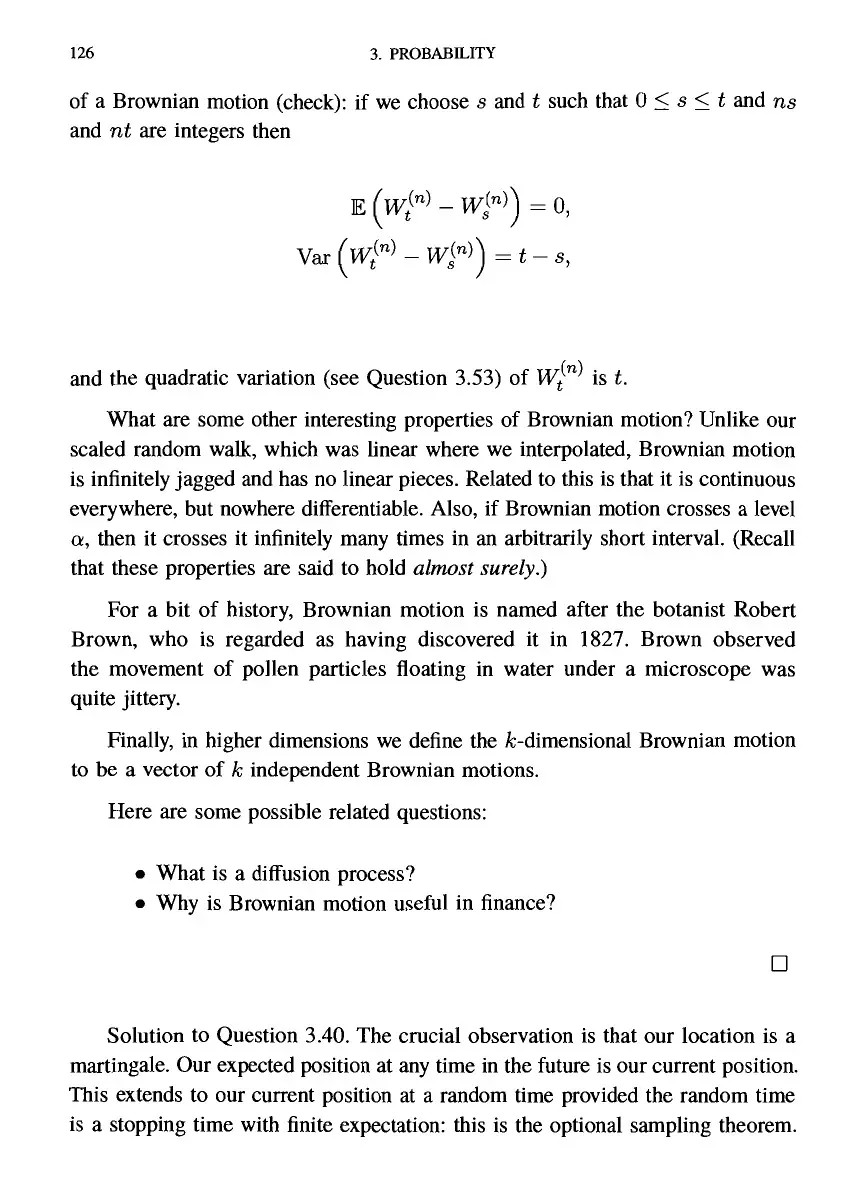 126 3. PROBABILITY
of a Brownian motion (check): if we choose s and t such that 0 ≤ s ≤ t and ns
and nt are integers then
𝔼 (W_t^{(n)} − W_s^{(n)}) = 0,
Var (W_t^{(n)} − W_s^{(n)}) = t − s,
and the quadratic variation (see Question 3.53) of W_t^{(n)} is t.
What are some other interesting properties of Brownian motion? Unlike our
scaled random walk, which was linear where we interpolated, Brownian motion
is infinitely jagged and has no linear pieces. Related to this is that it is continuous
everywhere, but nowhere differentiable. Also, if Brownian motion crosses a level
α, then it crosses it infinitely many times in an arbitrarily short interval. (Recall
that these properties are said to hold almost surely.)
For a bit of history, Brownian motion is named after the botanist Robert
Brown, who is regarded as having discovered it in 1827. Brown observed
the movement of pollen particles floating in water under a microscope was
quite jittery.
Finally, in higher dimensions we define the k-dimensional Brownian motion
to be a vector of k independent Brownian motions.
Here are some possible related questions:
• What is a diffusion process?
• Why is Brownian motion useful in finance?
□
Solution to Question 3.40. The crucial observation is that our location is a
martingale. Our expected position at any time in the future is our current position.
This extends to our current position at a random time provided the random time
is a stopping time with finite expectation: this is the optional sampling theorem.